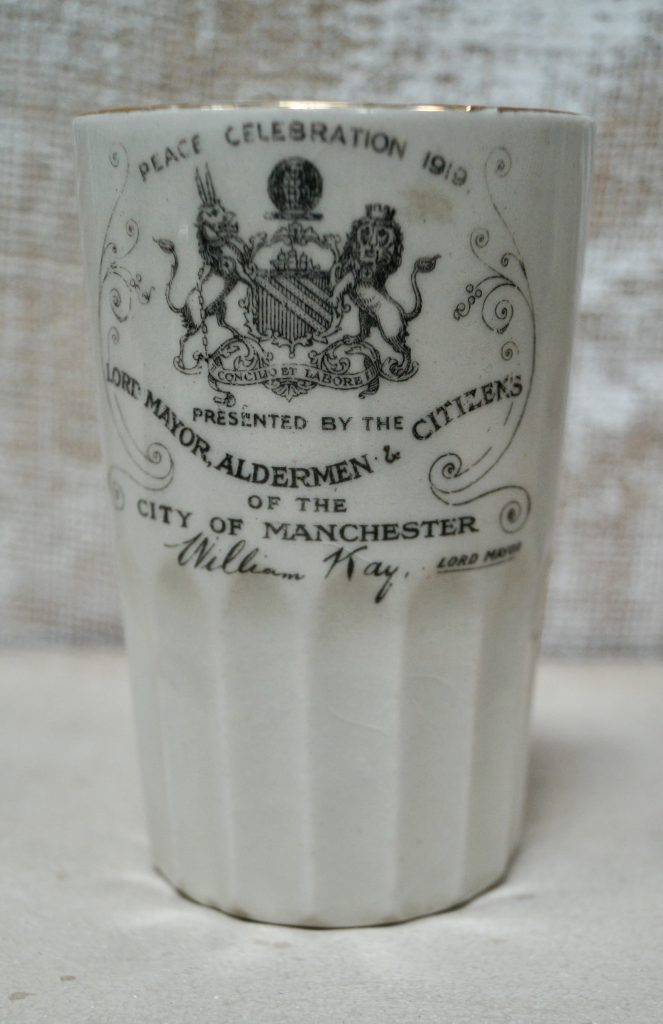 PEACE CELEBRATION 1919.
CONCILIO ET LABORE
PRESENTED BY THE
LORD MAYOR, ALDERMEN & CITIZENS
OF THE
CITY OF MANCHESTER
William Kay, LORD MAYOR